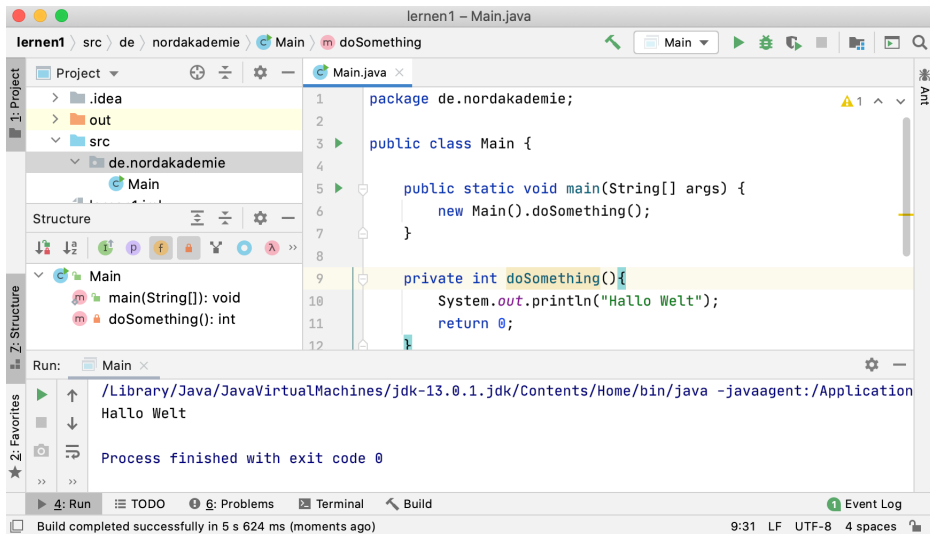 lernen1 – Main.java
lernen1 src de nordakademie Main doSomething
Main
1: Project
Project
.idea
out
src
de.nordakademie
Main
Main.java
1 package de.nordakademie;
2
3 public class Main {
4
5 public static void main(String[] args) {
6 new Main().doSomething();
7 }
8
9 private int doSomething(){
10 System.out.println("Hallo Welt");
11 return 0;
12 }
1
Ant
Structure
Main
main(String[]): void
doSomething(): int
Z: Structure
2: Favorites
Run: Main
/Library/Java/JavaVirtualMachines/jdk-13.0.1.jdk/Contents/Home/bin/java -javaagent:/Application
Hallo Welt
Process finished with exit code 0
4: Run TODO 6: Problems Terminal Build 1 Event Log
Build completed successfully in 5 s 624 ms (moments ago) 9:31 LF UTF-8 4 spaces